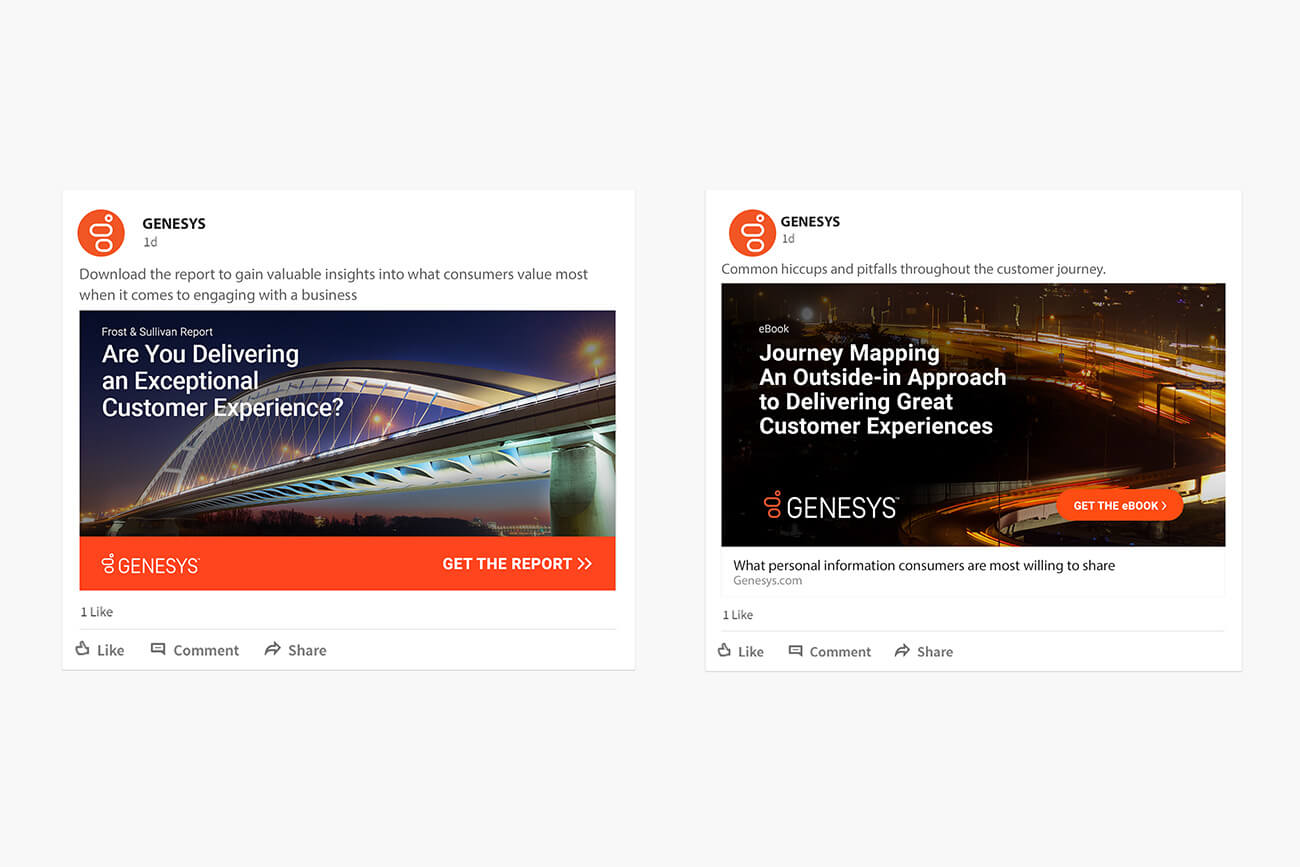 GENESYS
1d
Download the report to gain valuable insights into what consumers value most
when it comes to engaging with a business
Frost & Sullivan Report
Are You Delivering
an Exceptional
Customer Experience?
GENESYS™
GET THE REPORT >>
1 Like
Like Comment Share
GENESYS
1d
Common hiccups and pitfalls throughout the customer journey.
eBook
Journey Mapping
An Outside-in Approach
to Delivering Great
Customer Experiences
GENESYS™
GET THE eBOOK >
What personal information consumers are most willing to share
Genesys.com
1 Like
Like Comment Share